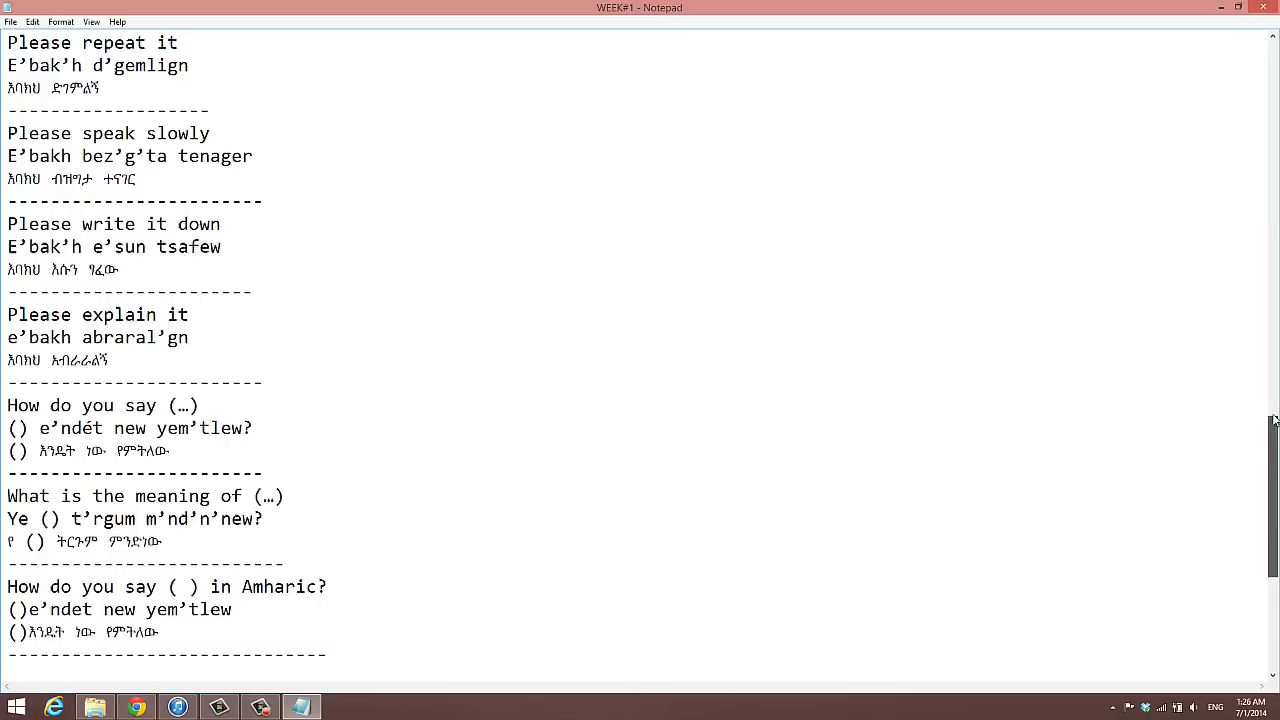 WEEK#1 - Notepad
File Edit Format View Help
Please repeat it
E’bak’h d’gemlign
እባክህ ድገምልኝ
-------------------
Please speak slowly
E’bakh bez’g’ta tenager
እባክህ ብዝግታ ተናገር
------------------------
Please write it down
E’bak’h e’sun tsafew
እባክህ እሱን ፃፈው
-----------------------
Please explain it
e’bakh abraral’gn
እባክህ አብራራልኝ
------------------------
How do you say (…)
() e’ndét new yem’tlew?
() እንዴት ነው የምትለው
------------------------
What is the meaning of (…)
Ye () t’rgum m’nd’n’new?
የ () ትርጉም ምንድነው
--------------------------
How do you say ( ) in Amharic?
()e’ndet new yem’tlew
()እንዴት ነው የምትለው
------------------------------
ENG
1:26 AM
7/1/2014